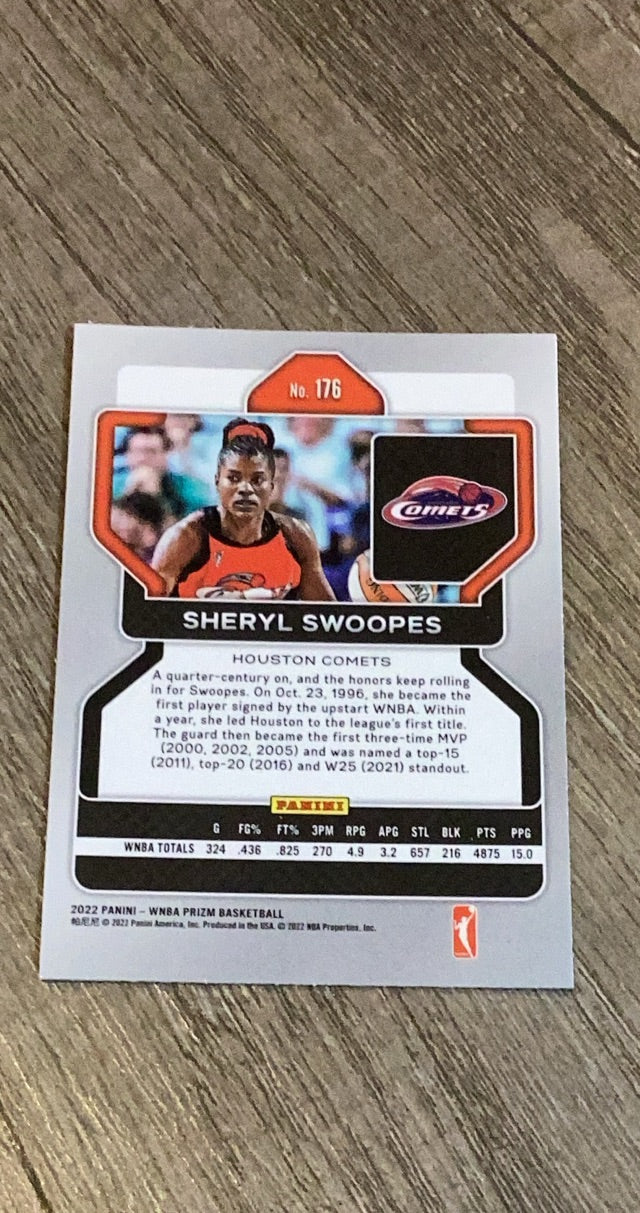 No. 176
COMETS
SHERYL SWOOPES
HOUSTON COMETS
A quarter-century on, and the honors keep rolling
in for Swoopes. On Oct. 23, 1996, she became the
first player signed by the upstart WNBA. Within
a year, she led Houston to the league's first title.
The guard then became the first three-time MVP
(2000, 2002, 2005) and was named a top-15
(2011), top-20 (2016) and W25 (2021) standout.
PANINI
G FG% FT% 3PM RPG APG STL BLK PTS PPG
WNBA TOTALS 324 .436 .825 270 4.9 3.2 657 216 4875 15.0
2022 PANINI – WNBA PRIZM BASKETBALL
帕尼尼 © 2022 Panini America, Inc. Produced in the USA. © 2022 NBA Properties, Inc.